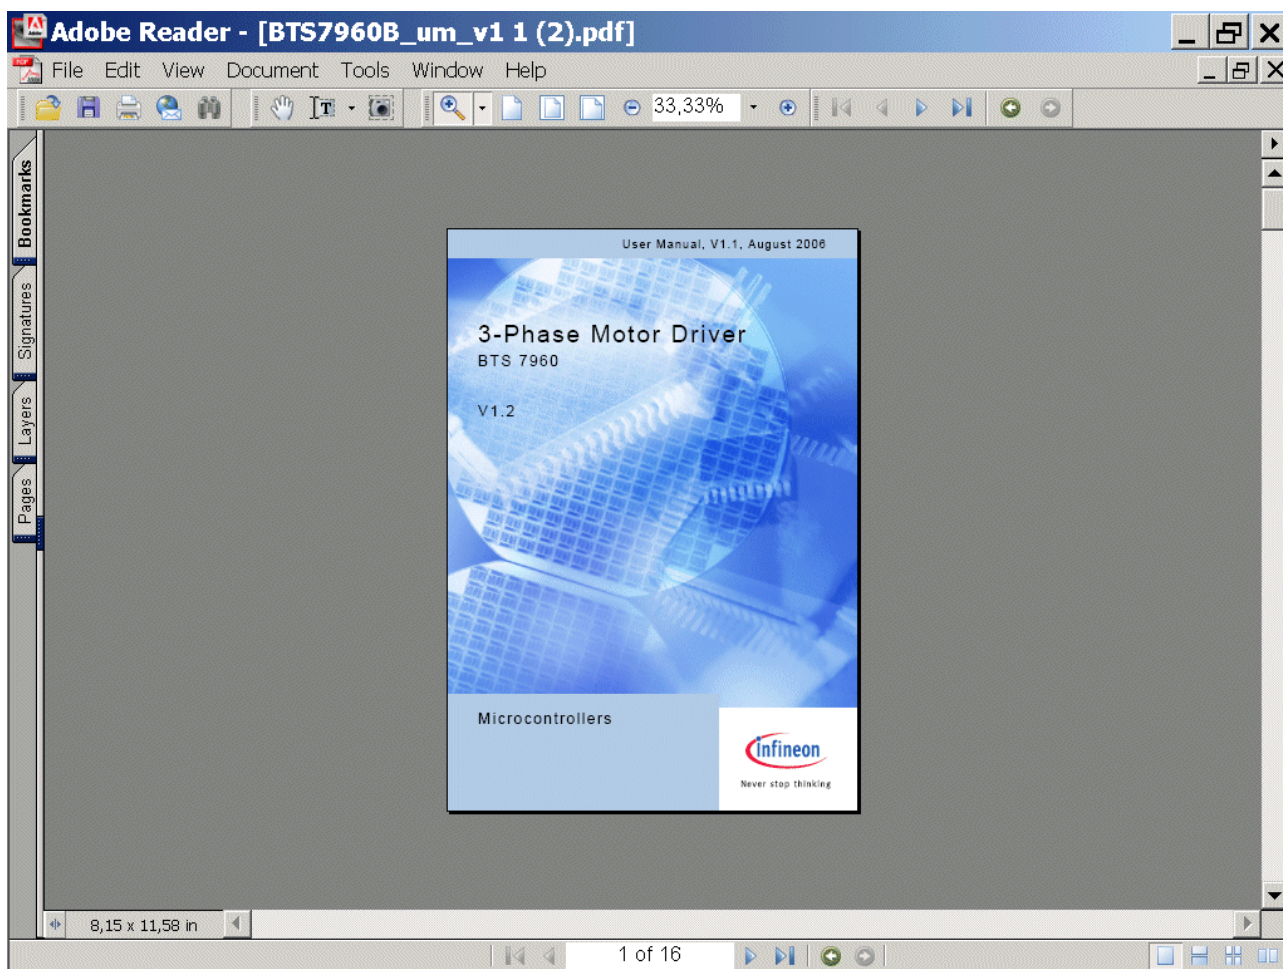 Adobe Reader - [BTS7960B_um_v1 1 (2).pdf]
File Edit View Document Tools Window Help
33,33%
Bookmarks
Signatures
Layers
Pages
User Manual, V1.1, August 2006
3-Phase Motor Driver
BTS 7960
V1.2
Microcontrollers
infineon
Never stop thinking
8,15 x 11,58 in
1 of 16